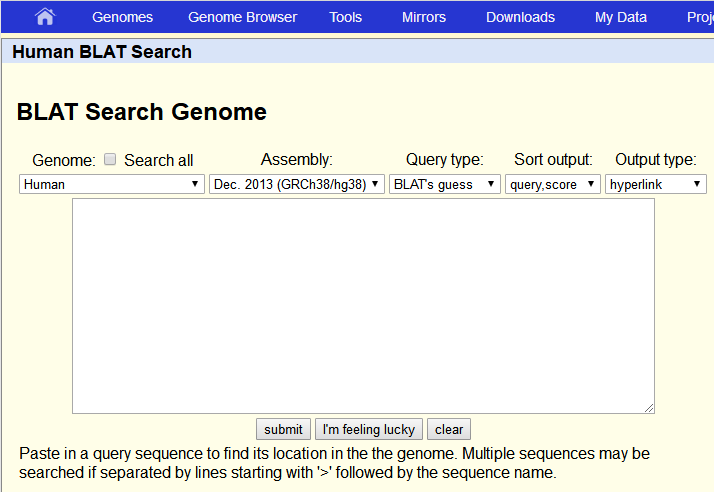 Genomes Genome Browser Tools Mirrors Downloads My Data Proj
Human BLAT Search
BLAT Search Genome
Genome: Search all Assembly: Query type: Sort output: Output type:
Human Dec. 2013 (GRCh38/hg38) BLAT's guess query,score hyperlink
submit I'm feeling lucky clear
Paste in a query sequence to find its location in the the genome. Multiple sequences may be
searched if separated by lines starting with '>' followed by the sequence name.